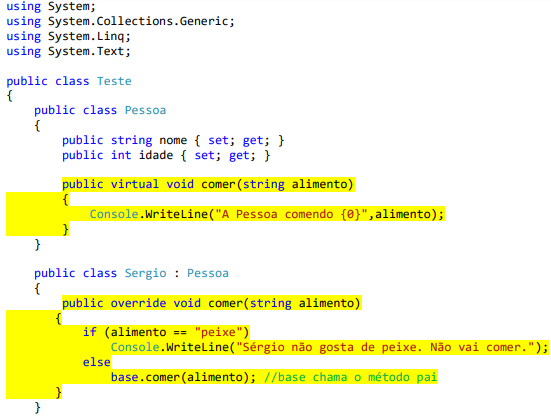 using System;
using System.Collections.Generic;
using System.Linq;
using System.Text;
public class Teste
{
public class Pessoa
{
public string nome { set; get; }
public int idade { set; get; }
public virtual void comer(string alimento)
{
Console.WriteLine("A Pessoa comendo {0}",alimento);
}
}
public class Sergio : Pessoa
{
public override void comer(string alimento)
{
if (alimento == "peixe")
Console.WriteLine("Sérgio não gosta de peixe. Não vai comer.");
else
base.comer(alimento); //base chama o método pai
}
}